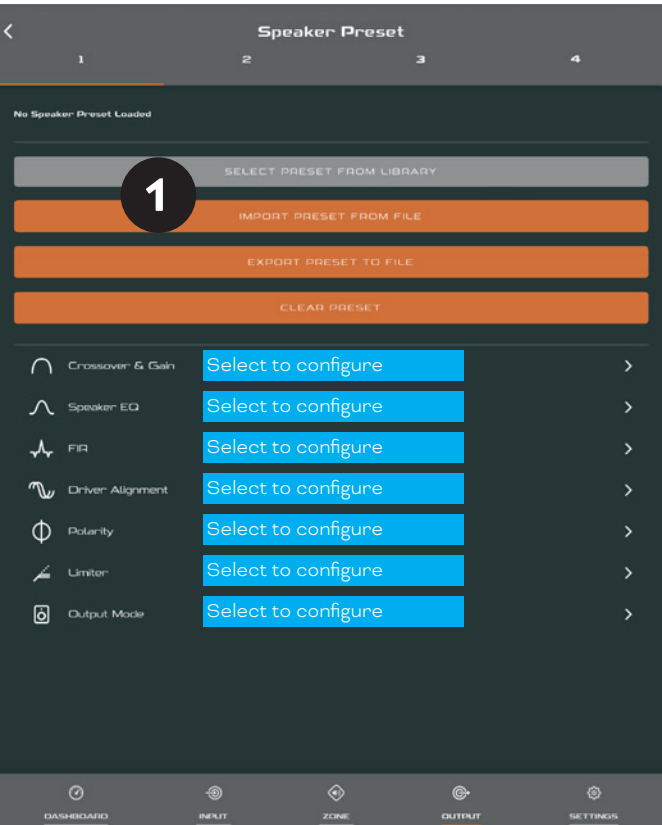 Speaker Preset
1 2 3 4
No Speaker Preset Loaded
SELECT PRESET FROM LIBRARY
1
IMPORT PRESET FROM FILE
EXPORT PRESET TO FILE
CLEAR PRESET
Crossover & Gain Select to configure
Speaker EQ Select to configure
FIR Select to configure
Driver Alignment Select to configure
Polarity Select to configure
Limiter Select to configure
Output Mode Select to configure
DASHBOARD INPUT ZONE OUTPUT SETTINGS